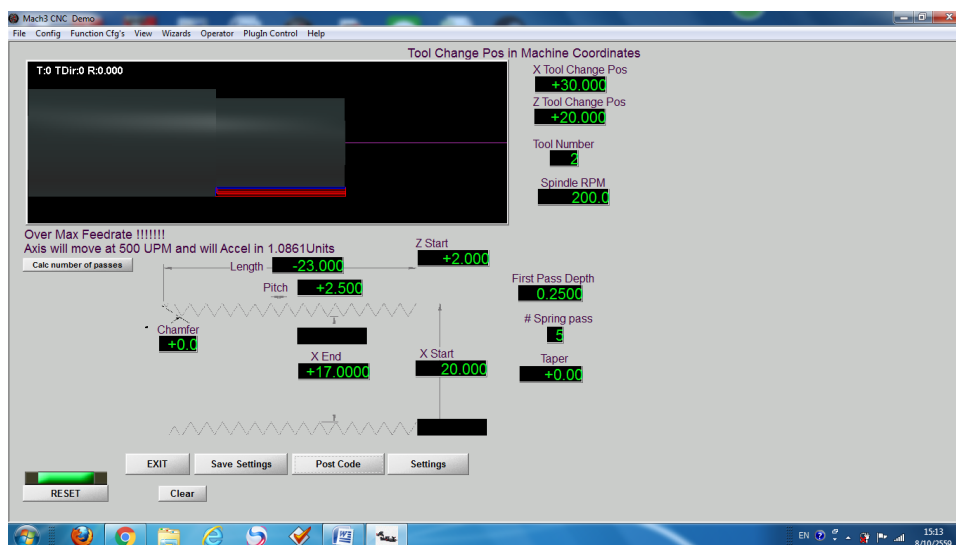 Mach3 CNC Demo
File Config Function Cfg's View Wizards Operator PlugIn Control Help
Tool Change Pos in Machine Coordinates
T:0 TDir:0 R:0.000
X Tool Change Pos
+30.000
Z Tool Change Pos
+20.000
Tool Number
2
Spindle RPM
200.0
Over Max Feedrate !!!!!!!
Axis will move at 500 UPM and will Accel in 1.0861Units
Calc number of passes
Z Start
+2.000
Length -23.000
Pitch +2.500
First Pass Depth
0.2500
Chamfer
+0.0
# Spring pass
5
X End
+17.0000
X Start
20.000
Taper
+0.00
EXIT Save Settings Post Code Settings
RESET Clear
EN 15:13
8/10/2559